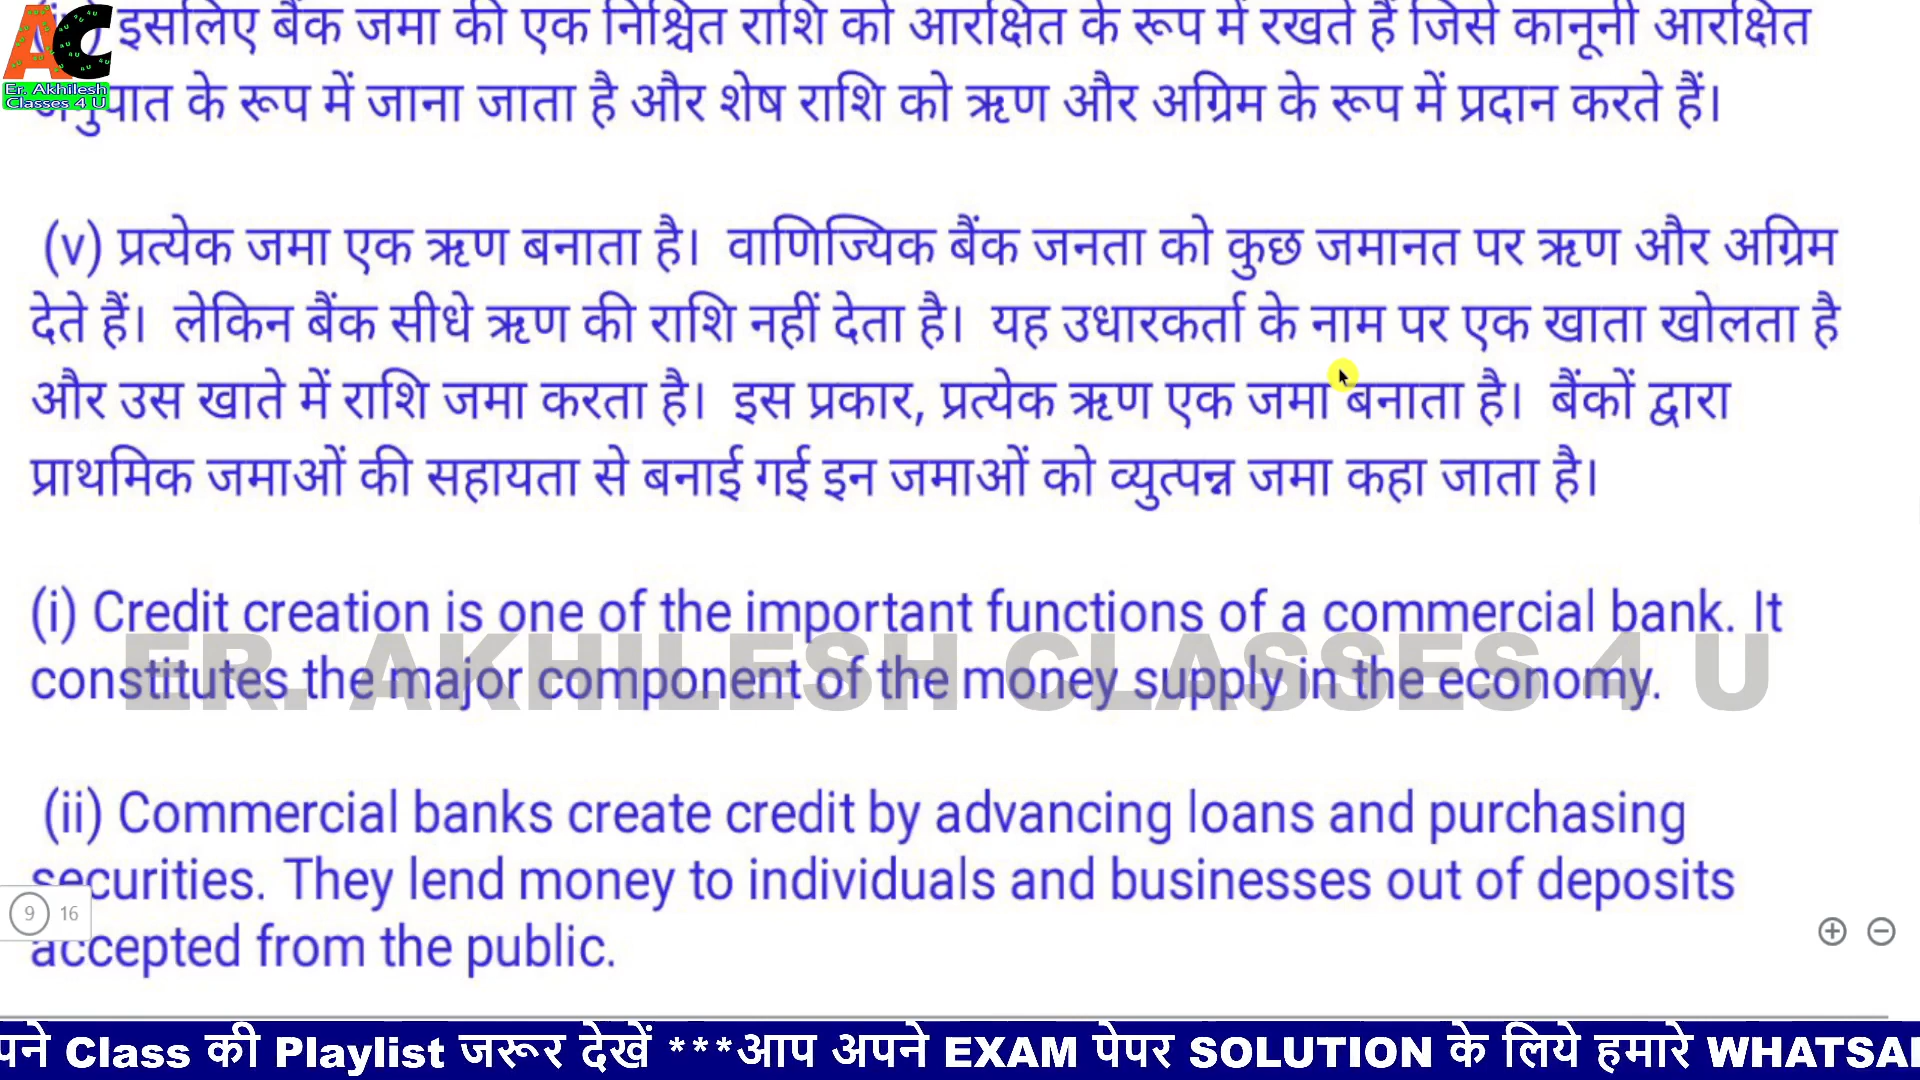 इसलिए बैंक जमा की एक निश्चित राशि को आरक्षित के रूप में रखते हैं जिसे कानूनी आरक्षित
के रूप में जाना जाता है और शेष राशि को ऋण और अग्रिम के रूप में प्रदान करते हैं।
AC
Er. Akhilesh
Classes 4 U
(v) प्रत्येक जमा एक ऋण बनाता है। वाणिज्यिक बैंक जनता को कुछ जमानत पर ऋण और अग्रिम
देते हैं। लेकिन बैंक सीधे ऋण की राशि नहीं देता है। यह उधारकर्ता के नाम पर एक खाता खोलता है
और उस खाते में राशि जमा करता है। इस प्रकार, प्रत्येक ऋण एक जमा बनाता है। बैंकों द्वारा
प्राथमिक जमाओं की सहायता से बनाई गई इन जमाओं को व्युत्पन्न जमा कहा जाता है।
(i) Credit creation is one of the important functions of a commercial bank. It
ER. AKHILESH CLASSES 4 U
constitutes the major component of the money supply in the economy.
(ii) Commercial banks create credit by advancing loans and purchasing
securities. They lend money to individuals and businesses out of deposits
9 16
accepted from the public.
पने Class की Playlist जरूर देखें ***आप अपने EXAM पेपर SOLUTION के लिये हमारे WHATSA